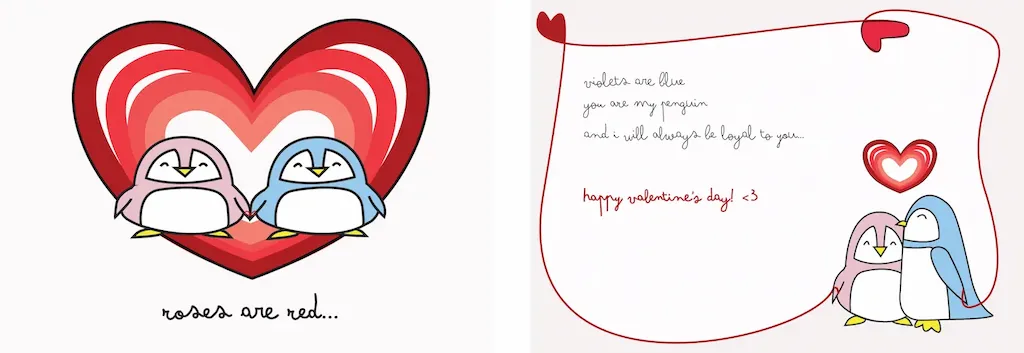 roses are red...
violets are blue
you are my penguin
and i will always be loyal to you...
happy valentine's day! <3